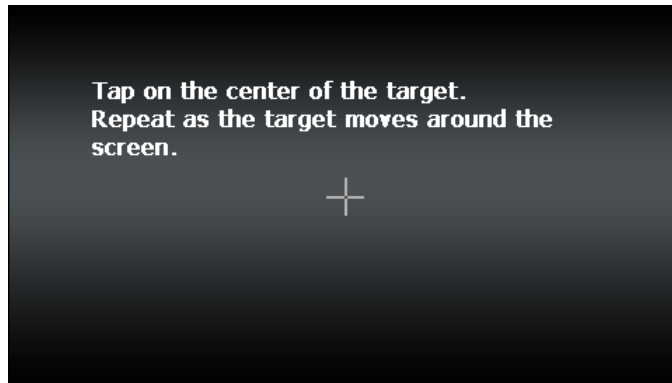 Tap on the center of the target.
Repeat as the target moves around the
screen.